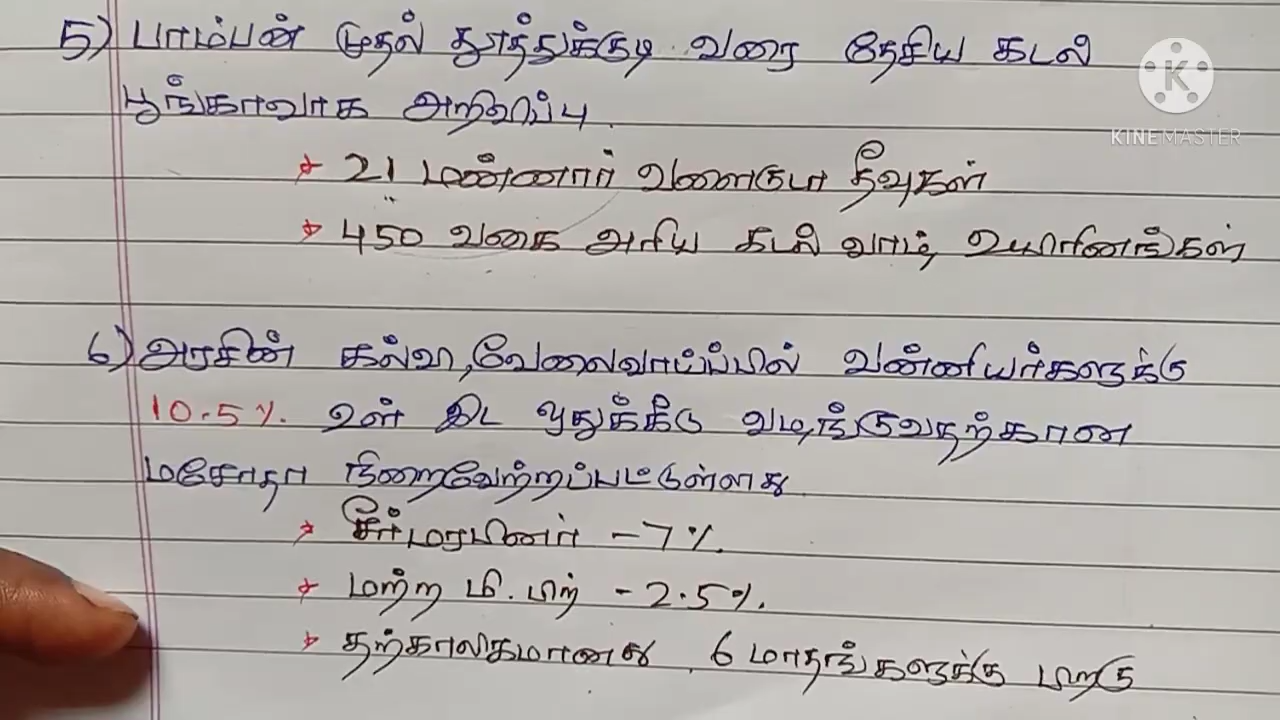 5) பாம்பன் முதல் தூத்துக்குடி வரை தேசிய கடல்
பூங்காவாக அறிவிப்பு.
* 21 மன்னார் வளைகுடா தீவுகள்
* 450 வகை அரிய கடல் வாழ் உயிரினங்கள்
6) அரசின் கல்வி, வேலைவாய்ப்பில் வன்னியர்களுக்கு
10.5% உள் இட ஒதுக்கீடு வழங்குவதற்கான
மசோதா நிறைவேற்றப்பட்டுள்ளது.
* சீர்மரபினர் - 7%.
* மற்ற மி.பிற் - 2.5%.
* தற்காலிகமானது. 6 மாதங்களுக்கு பிறகு
KINEMASTER